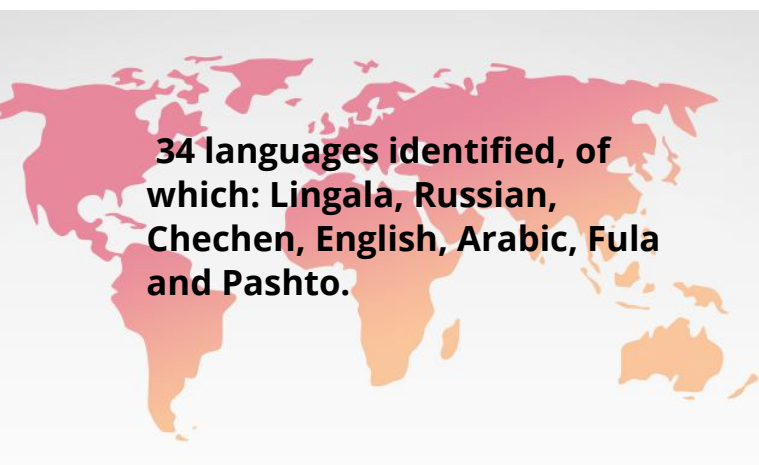 34 languages identified, of
which: Lingala, Russian,
Chechen, English, Arabic, Fula
and Pashto.